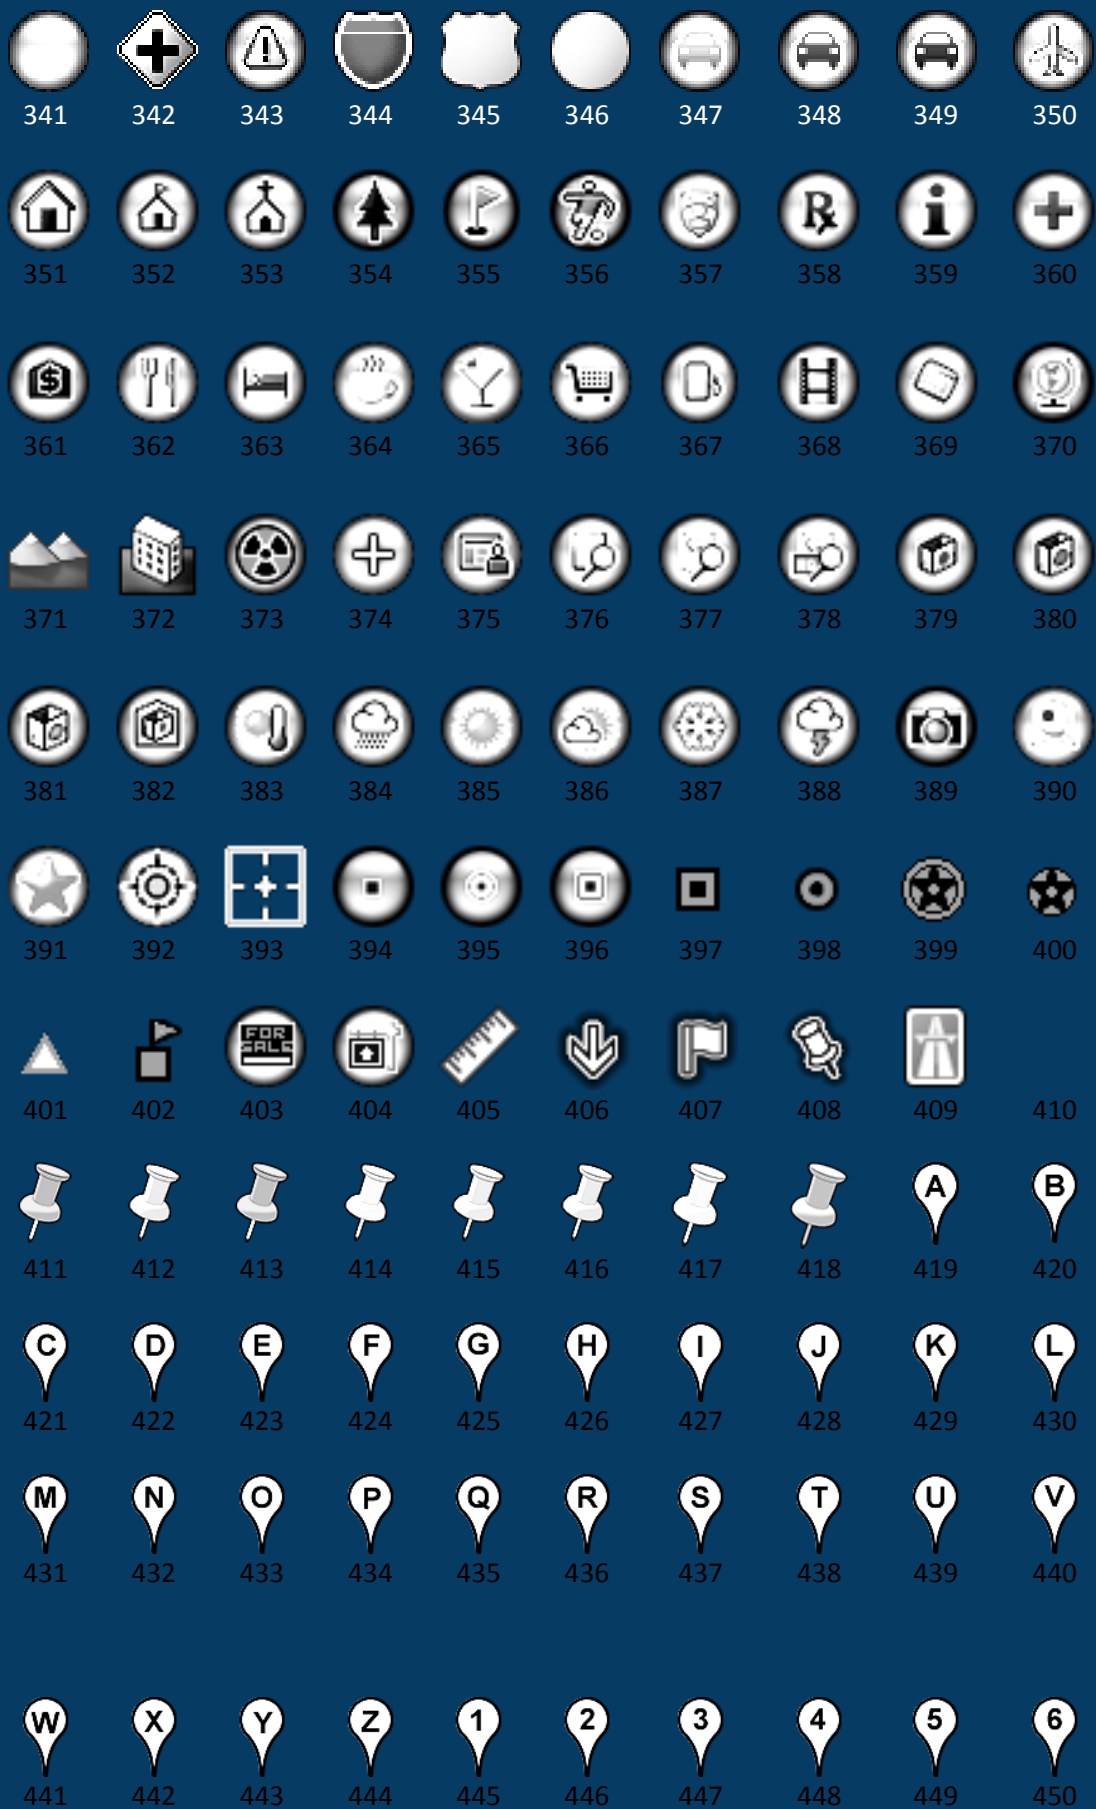 341 342 343 344 345 346 347 348 349 350
Rx i
351 352 353 354 355 356 357 358 359 360
$
361 362 363 364 365 366 367 368 369 370
371 372 373 374 375 376 377 378 379 380
381 382 383 384 385 386 387 388 389 390
391 392 393 394 395 396 397 398 399 400
FOR
SALE
401 402 403 404 405 406 407 408 409 410
A B
411 412 413 414 415 416 417 418 419 420
C D E F G H I J K L
421 422 423 424 425 426 427 428 429 430
M N O P Q R S T U V
431 432 433 434 435 436 437 438 439 440
W X Y Z 1 2 3 4 5 6
441 442 443 444 445 446 447 448 449 450